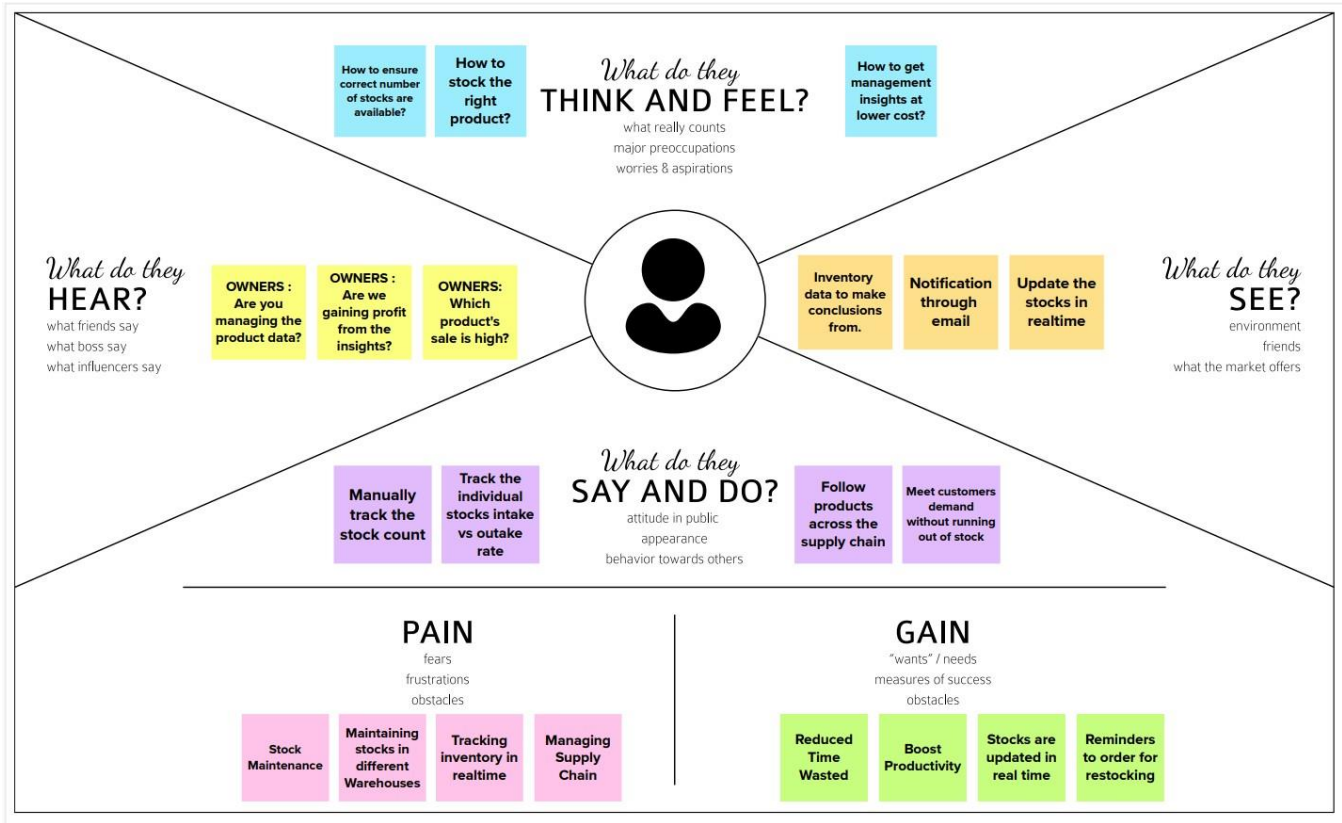 How to ensure
correct number
of stocks are
available?
How to
stock the
right
product?
What do they
THINK AND FEEL?
what really counts
major preoccupations
worries & aspirations
How to get
management
insights at
lower cost?
What do they
HEAR?
what friends say
what boss say
what influencers say
OWNERS :
Are you
managing the
product data?
OWNERS :
Are we
gaining profit
from the
insights?
OWNERS:
Which
product's
sale is high?
Inventory
data to make
conclusions
from.
Notification
through
email
Update the
stocks in
realtime
What do they
SEE?
environment
friends
what the market offers
Manually
track the
stock count
Track the
individual
stocks intake
vs outake
rate
What do they
SAY AND DO?
attitude in public
appearance
behavior towards others
Follow
products
across the
supply chain
Meet customers
demand
without running
out of stock
PAIN
fears
frustrations
obstacles
Stock
Maintenance
Maintaining
stocks in
different
Warehouses
Tracking
inventory in
realtime
Managing
Supply
Chain
GAIN
"wants" / needs
measures of success
obstacles
Reduced
Time
Wasted
Boost
Productivity
Stocks are
updated in
real time
Reminders
to order for
restocking